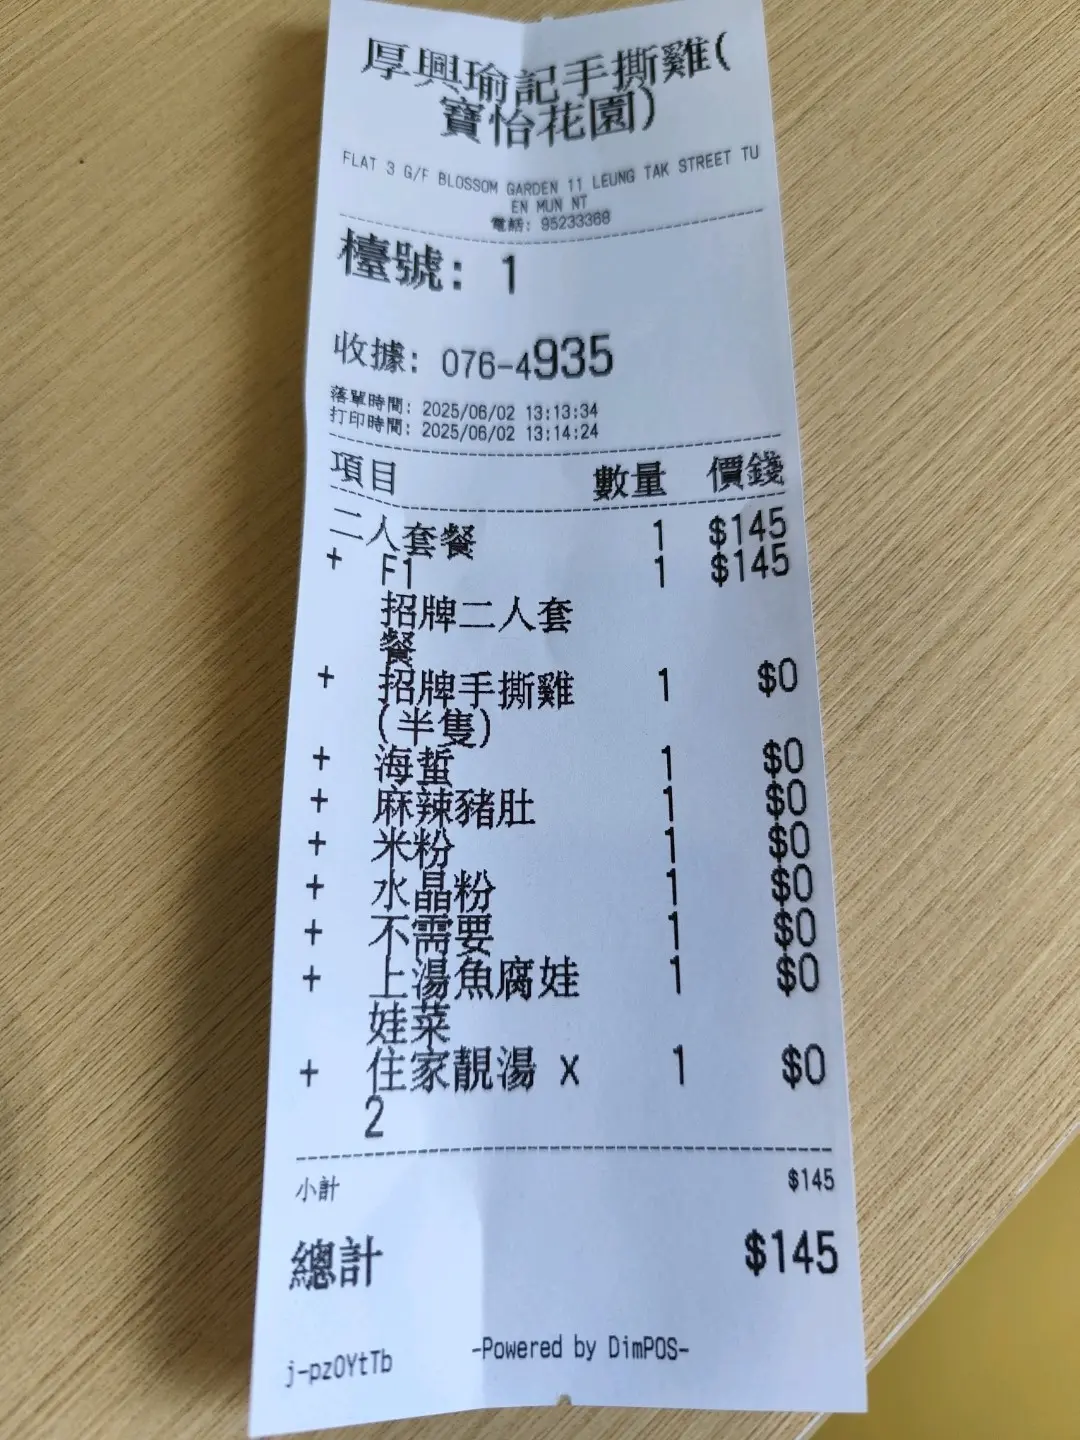 厚興瑜記手撕雞(
寶怡花園)
FLAT 3 G/F BLOSSOM GARDEN 11 LEUNG TAK STREET TU
EN MUN NT
電話: 95233368
檯號: 1
收據: 076-4935
落單時間: 2025/06/02 13:13:34
打印時間: 2025/06/02 13:14:24
項目 數量 價錢
二人套餐 1 $145
+ F1 1 $145
招牌二人套
餐
+ 招牌手撕雞 1 $0
(半隻)
+ 海蜇 1 $0
+ 麻辣豬肚 1 $0
+ 米粉 1 $0
+ 水晶粉 1 $0
+ 不需要 1 $0
+ 上湯魚腐娃 1 $0
娃菜
+ 住家靚湯 x 1 $0
2
小計 $145
總計 $145
-Powered by DimPOS-
j-pz0YtTb